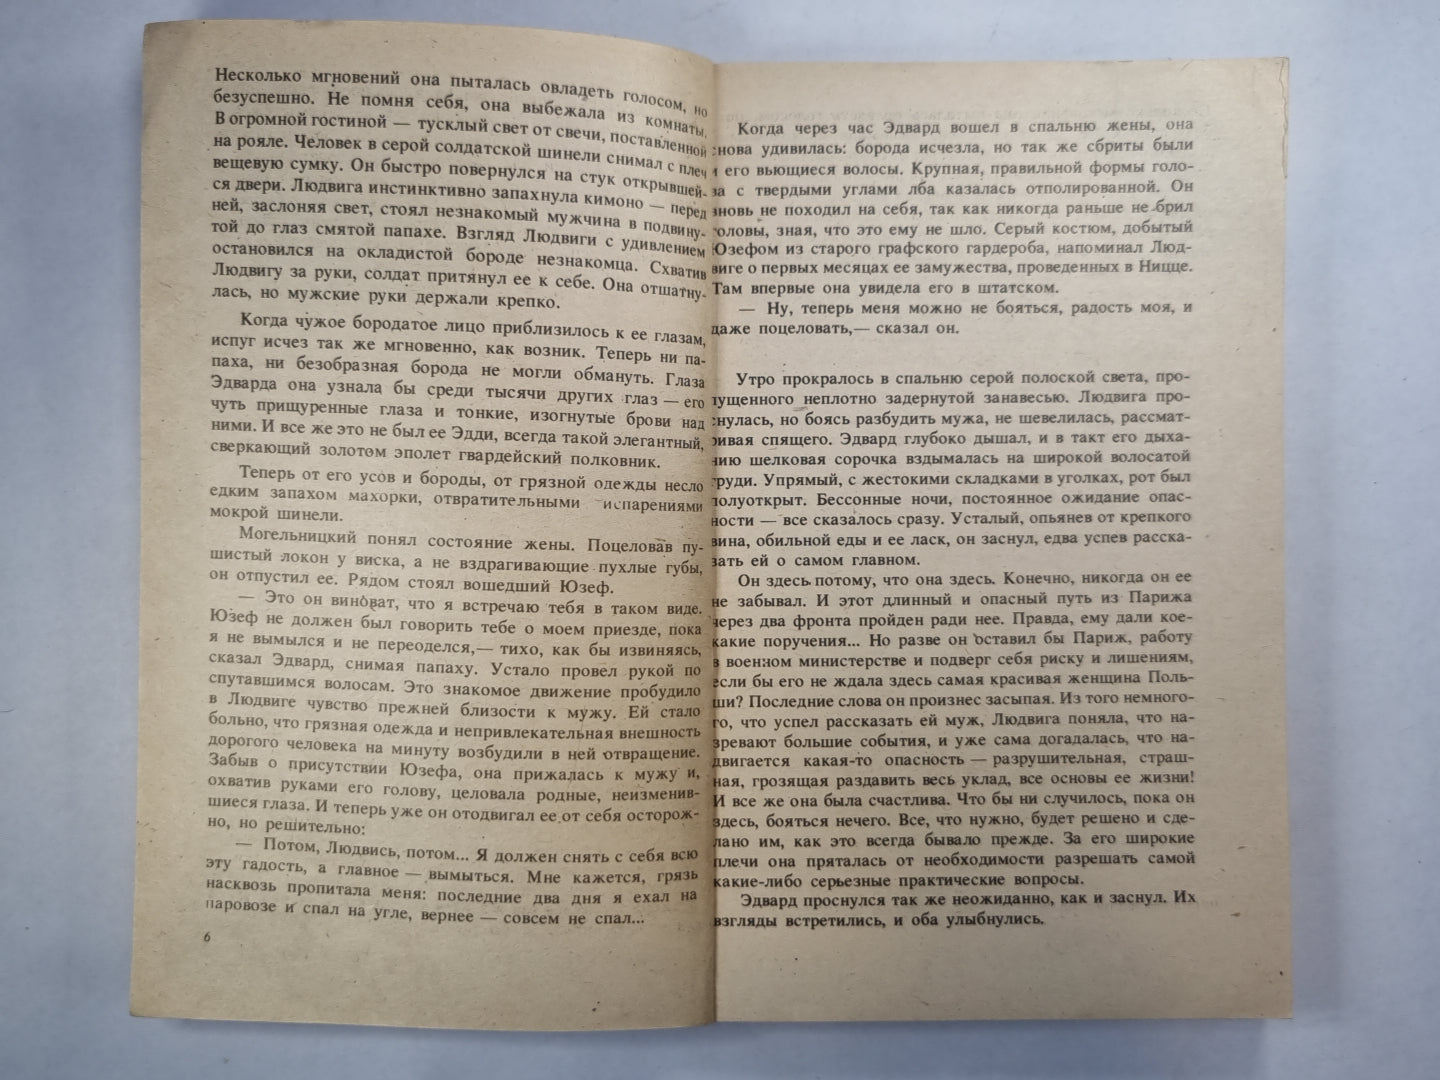 Несколько мгновений она пыталась овладеть голосом, но
безуспешно. Не помня себя, она выбежала из комнаты.
В огромной гостиной — тусклый свет от свечи, поставленной
на рояле. Человек в серой солдатской шинели снимал с плеч
вещевую сумку. Он быстро повернулся на стук открывшей-
ся двери. Людвига инстинктивно запахнула кимоно — перед
ней, заслоняя свет, стоял незнакомый мужчина в подвину-
той до глаз смятой папахе. Взгляд Людвиги с удивлением
остановился на окладистой бороде незнакомца. Схватив
Людвигу за руки, солдат притянул ее к себе. Она отшатну-
лась, но мужские руки держали крепко.
Когда чужое бородатое лицо приблизилось к ее глазам,
испуг исчез так же мгновенно, как возник. Теперь ни па-
паха, ни безобразная борода не могли обмануть. Глаза
Эдварда она узнала бы среди тысячи других глаз — его
чуть прищуренные глаза и тонкие, изогнутые брови над
ними. И все же это не был ее Эдди, всегда такой элегантный,
сверкающий золотом эполет гвардейский полковник.
Теперь от его усов и бороды, от грязной одежды несло
едким запахом махорки, отвратительными испарениями
мокрой шинели.
Могельницкий понял состояние жены. Поцеловав пу-
шистый локон у виска, а не вздрагивающие пухлые губы,
он отпустил ее. Рядом стоял вошедший Юзеф.
— Это он виноват, что я встречаю тебя в таком виде.
Юзеф не должен был говорить тебе о моем приезде, пока
я не вымылся и не переоделся,— тихо, как бы извиняясь,
сказал Эдвард, снимая папаху. Устало провел рукой по
спутавшимся волосам. Это знакомое движение пробудило
в Людвиге чувство прежней близости к мужу. Ей стало
больно, что грязная одежда и непривлекательная внешность
дорогого человека на минуту возбудили в ней отвращение.
Забыв о присутствии Юзефа, она прижалась к мужу и,
охватив руками его голову, целовала родные, неизменив-
шиеся глаза. И теперь уже он отодвигал ее от себя осторож-
но, но решительно:
— Потом, Людвись, потом... Я должен снять с себя всю
эту гадость, а главное — вымыться. Мне кажется, грязь
насквозь пропитала меня: последние два дня я ехал на
паровозе и спал на угле, вернее — совсем не спал...
6
Когда через час Эдвард вошел в спальню жены, она
снова удивилась: борода исчезла, но так же сбриты были
и его вьющиеся волосы. Крупная, правильной формы голо-
ва с твердыми углами лба казалась отполированной. Он
вновь не походил на себя, так как никогда раньше не брил
головы, зная, что это ему не шло. Серый костюм, добытый
Юзефом из старого графского гардероба, напоминал Люд-
виге о первых месяцах ее замужества, проведенных в Ницце.
Там впервые она увидела его в штатском.
— Ну, теперь меня можно не бояться, радость моя, и
даже поцеловать,— сказал он.
Утро прокралось в спальню серой полоской света, про-
пущенного неплотно задернутой занавесью. Людвига про-
снулась, но боясь разбудить мужа, не шевелилась, рассмат-
ривая спящего. Эдвард глубоко дышал, и в такт его дыха-
нию шелковая сорочка вздымалась на широкой волосатой
груди. Упрямый, с жестокими складками в уголках, рот был
полуоткрыт. Бессонные ночи, постоянное ожидание опас-
ности — все сказалось сразу. Усталый, опьянев от крепкого
вина, обильной еды и ее ласк, он заснул, едва успев расска-
зать ей о самом главном.
Он здесь потому, что она здесь. Конечно, никогда он ее
не забывал. И этот длинный и опасный путь из Парижа
через два фронта пройден ради нее. Правда, ему дали кое-
какие поручения... Но разве он оставил бы Париж, работу
в военном министерстве и подверг себя риску и лишениям,
если бы его не ждала здесь самая красивая женщина Поль-
ши? Последние слова он произнес засыпая. Из того немного-
го, что успел рассказать ей муж, Людвига поняла, что на-
зревают большие события, и уже сама догадалась, что на-
двигается какая-то опасность — разрушительная, страш-
ная, грозящая раздавить весь уклад, все основы ее жизни!
И все же она была счастлива. Что бы ни случилось, пока он
здесь, бояться нечего. Все, что нужно, будет решено и сде-
лано им, как это всегда бывало прежде. За его широкие
плечи она пряталась от необходимости разрешать самой
какие-либо серьезные практические вопросы.
Эдвард проснулся так же неожиданно, как и заснул. Их
взгляды встретились, и оба улыбнулись.